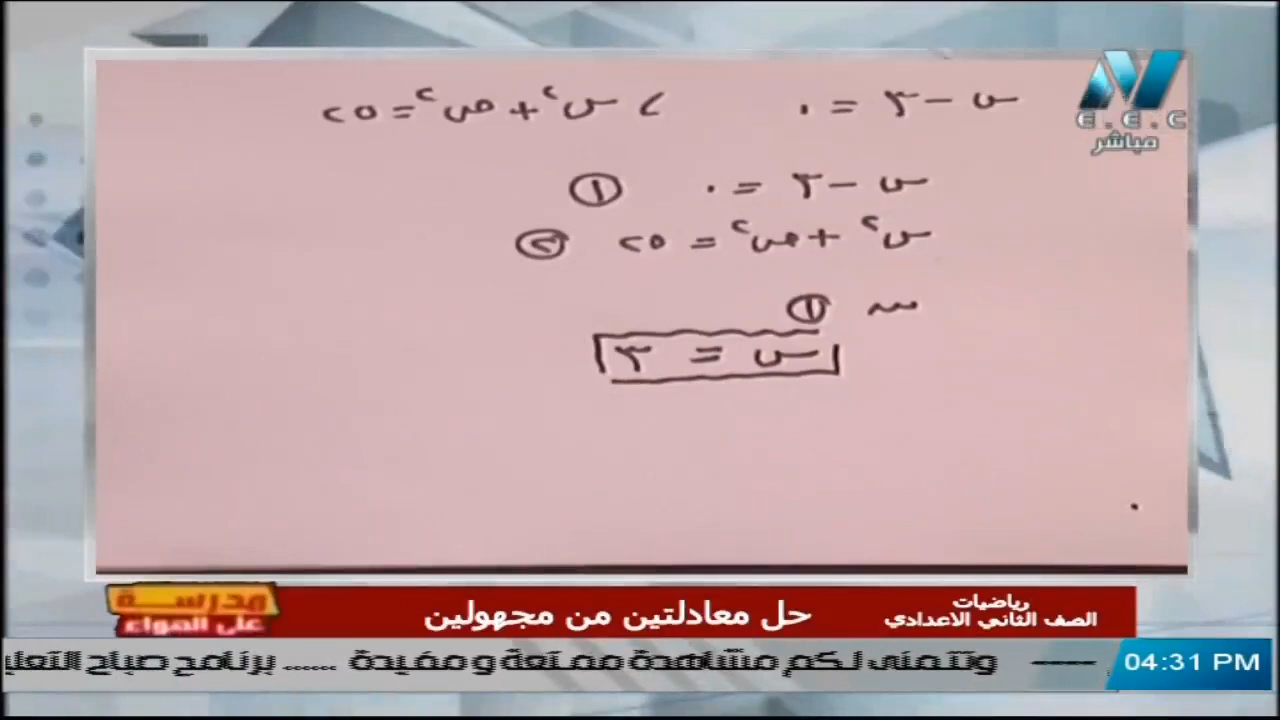 س - ٣ = ٠ ، س٢ + ص٢ = ٢٥
س - ٣ = ٠ ①
س٢ + ص٢ = ٢٥ ②
من ①
س = ٣
E.E.C
مباشر
مدرسة
على الهواء
حل معادلتين من مجهولين
رياضيات
الصف الثاني الاعدادي
وتتمنى لكم مشاهدة ممتعة ومفيدة ...... برنامج صباح التعلي
04:31 PM